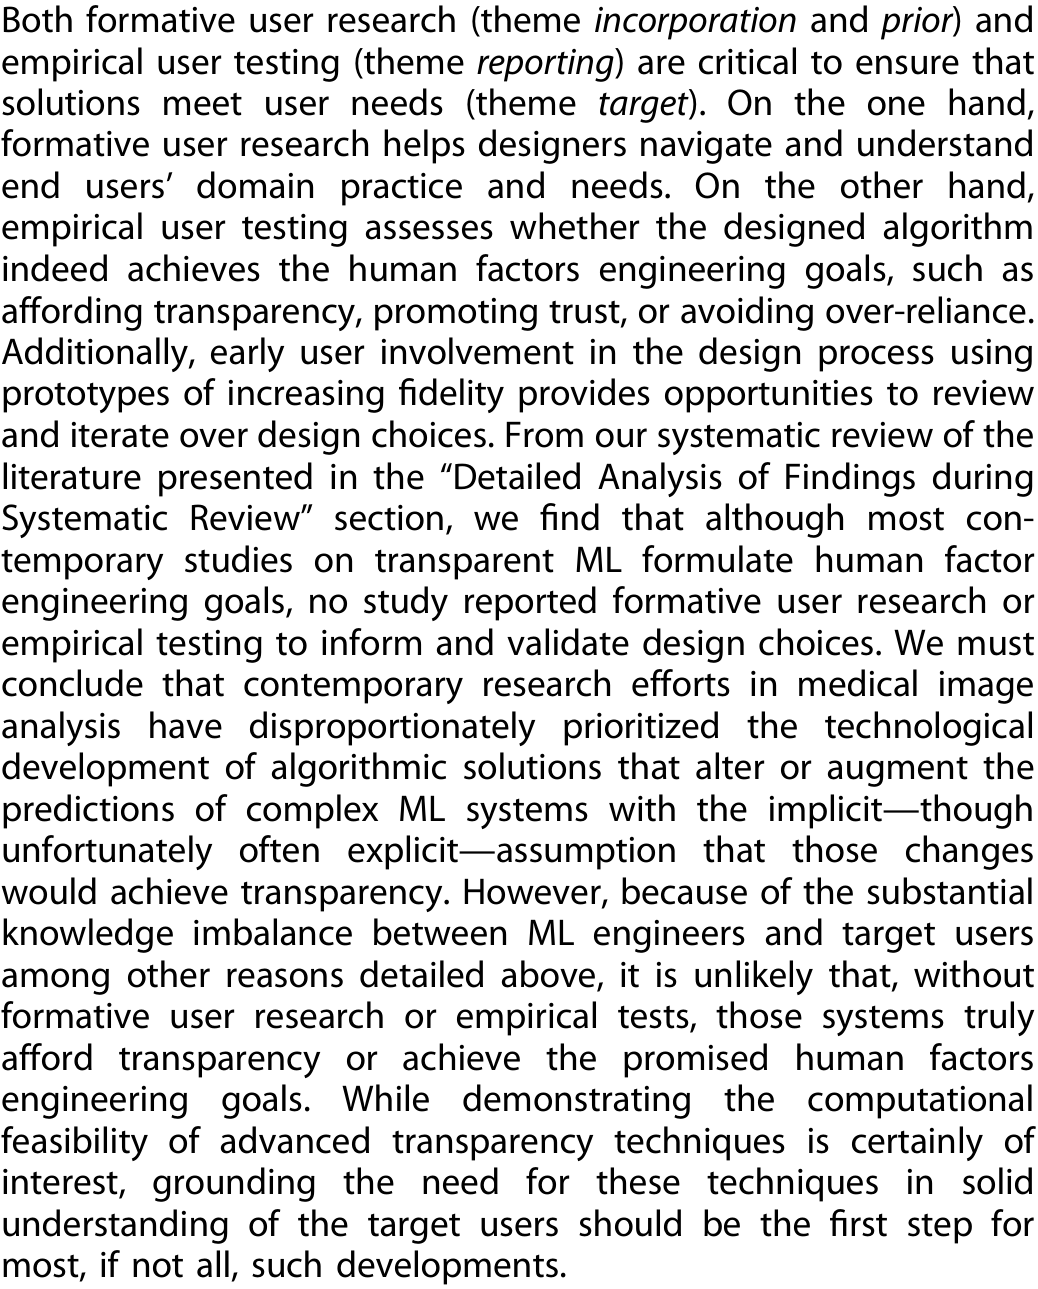 Both formative user research (theme incorporation and prior) and
empirical user testing (theme reporting) are critical to ensure that
solutions meet user needs (theme target). On the one hand,
formative user research helps designers navigate and understand
end users’ domain practice and needs. On the other hand,
empirical user testing assesses whether the designed algorithm
indeed achieves the human factors engineering goals, such as
affording transparency, promoting trust, or avoiding over-reliance.
Additionally, early user involvement in the design process using
prototypes of increasing fidelity provides opportunities to review
and iterate over design choices. From our systematic review of the
literature presented in the “Detailed Analysis of Findings during
Systematic Review” section, we find that although most con-
temporary studies on transparent ML formulate human factor
engineering goals, no study reported formative user research or
empirical testing to inform and validate design choices. We must
conclude that contemporary research efforts in medical image
analysis have disproportionately prioritized the technological
development of algorithmic solutions that alter or augment the
predictions of complex ML systems with the implicit—though
unfortunately often explicit—assumption that those changes
would achieve transparency. However, because of the substantial
knowledge imbalance between ML engineers and target users
among other reasons detailed above, it is unlikely that, without
formative user research or empirical tests, those systems truly
afford transparency or achieve the promised human factors
engineering goals. While demonstrating the computational
feasibility of advanced transparency techniques is certainly of
interest, grounding the need for these techniques in solid
understanding of the target users should be the first step for
most, if not all, such developments.